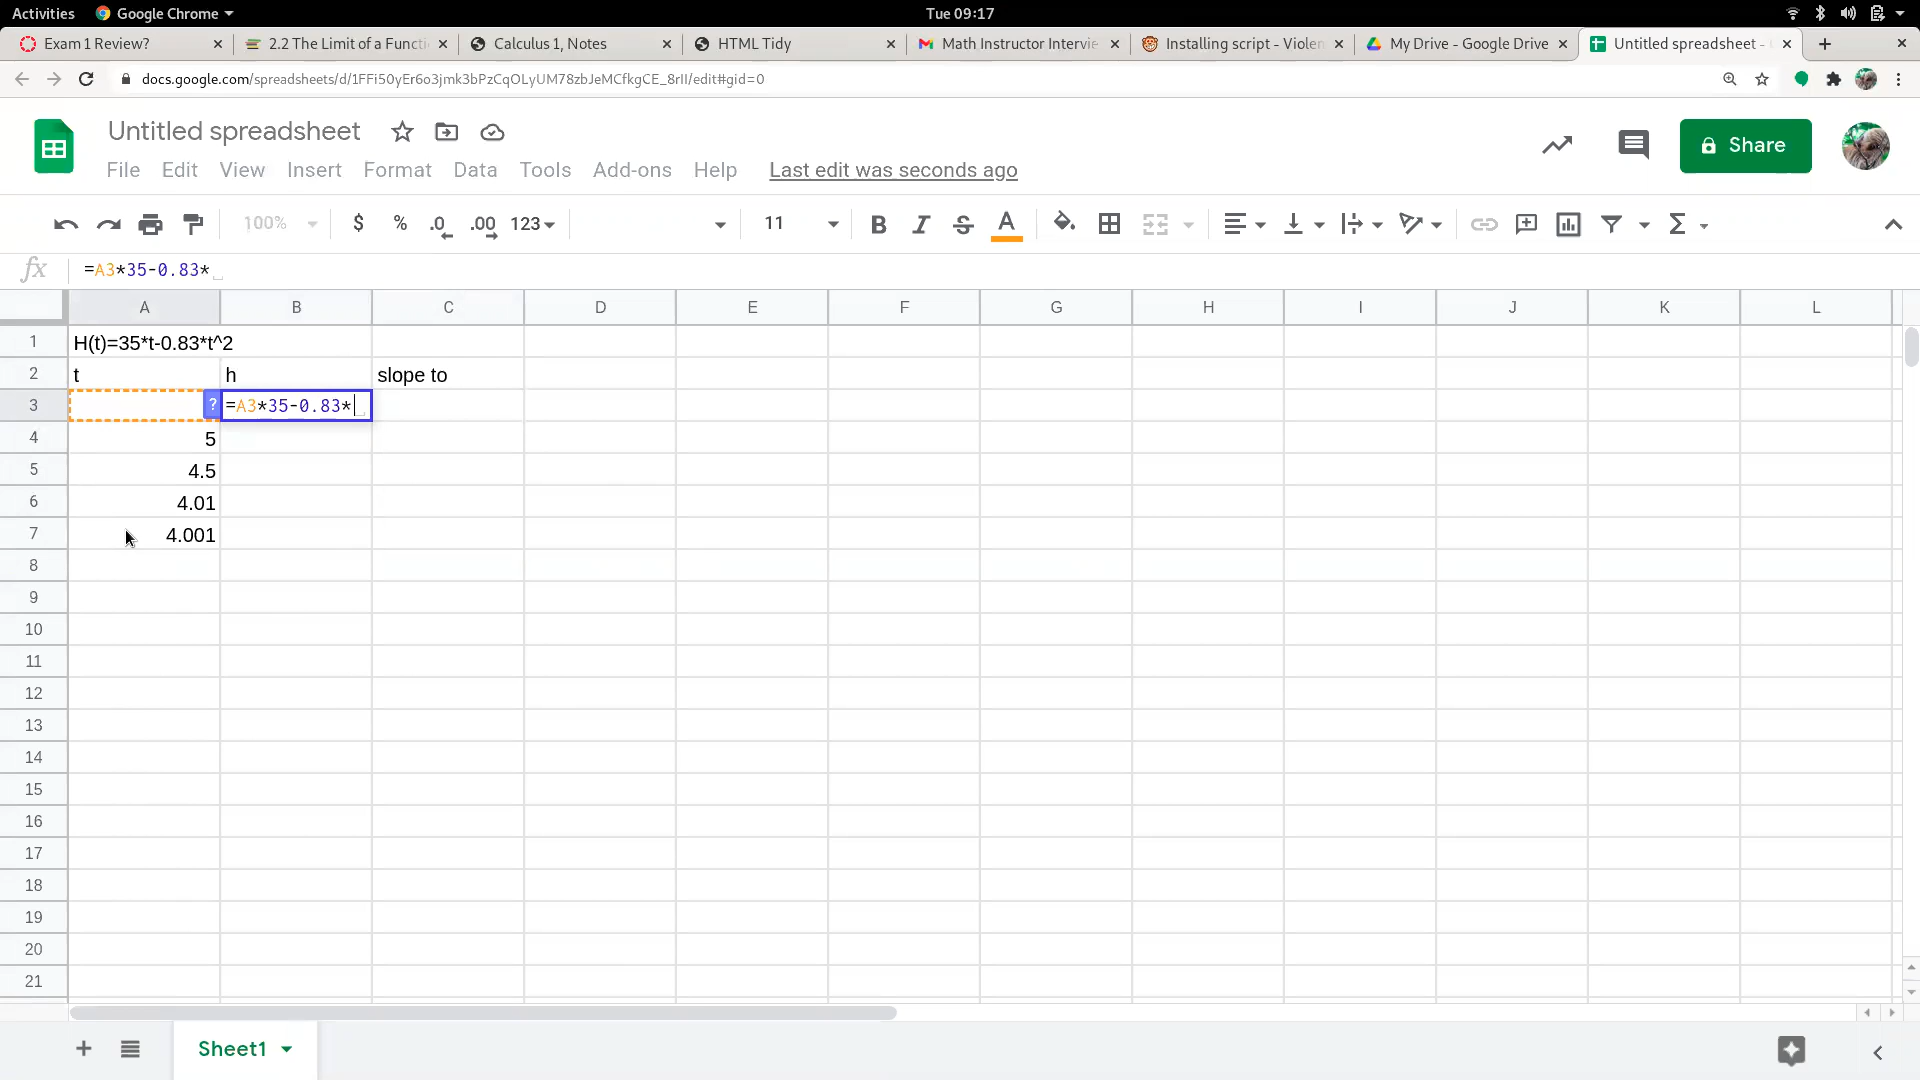 Activities Google Chrome Tue 09:17
Exam 1 Review? 2.2 The Limit of a Functi Calculus 1, Notes HTML Tidy Math Instructor Intervie Installing script - Violen My Drive - Google Drive Untitled spreadsheet -
docs.google.com/spreadsheets/d/1FFi50yEr6o3jmk3bPzCqOLyUM78zbJeMCfkgCE_8rII/edit#gid=0
Untitled spreadsheet
Share
File Edit View Insert Format Data Tools Add-ons Help Last edit was seconds ago
100% $ % .0 .00 123 11 B I S A Σ
fx =A3*35-0.83*
A B C D E F G H I J K L
1 H(t)=35*t-0.83*t^2
2 t h slope to
3 ? =A3*35-0.83*
4 5
5 4.5
6 4.01
7 4.001
8
9
10
11
12
13
14
15
16
17
18
19
20
21
Sheet1